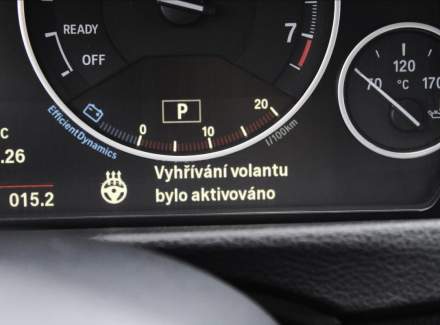 READY
OFF
7
120
70 °C 170
P
EfficientDynamics
0 10 20
l/100km
c
.26
015.2
Vyhřívání volantu
bylo aktivováno